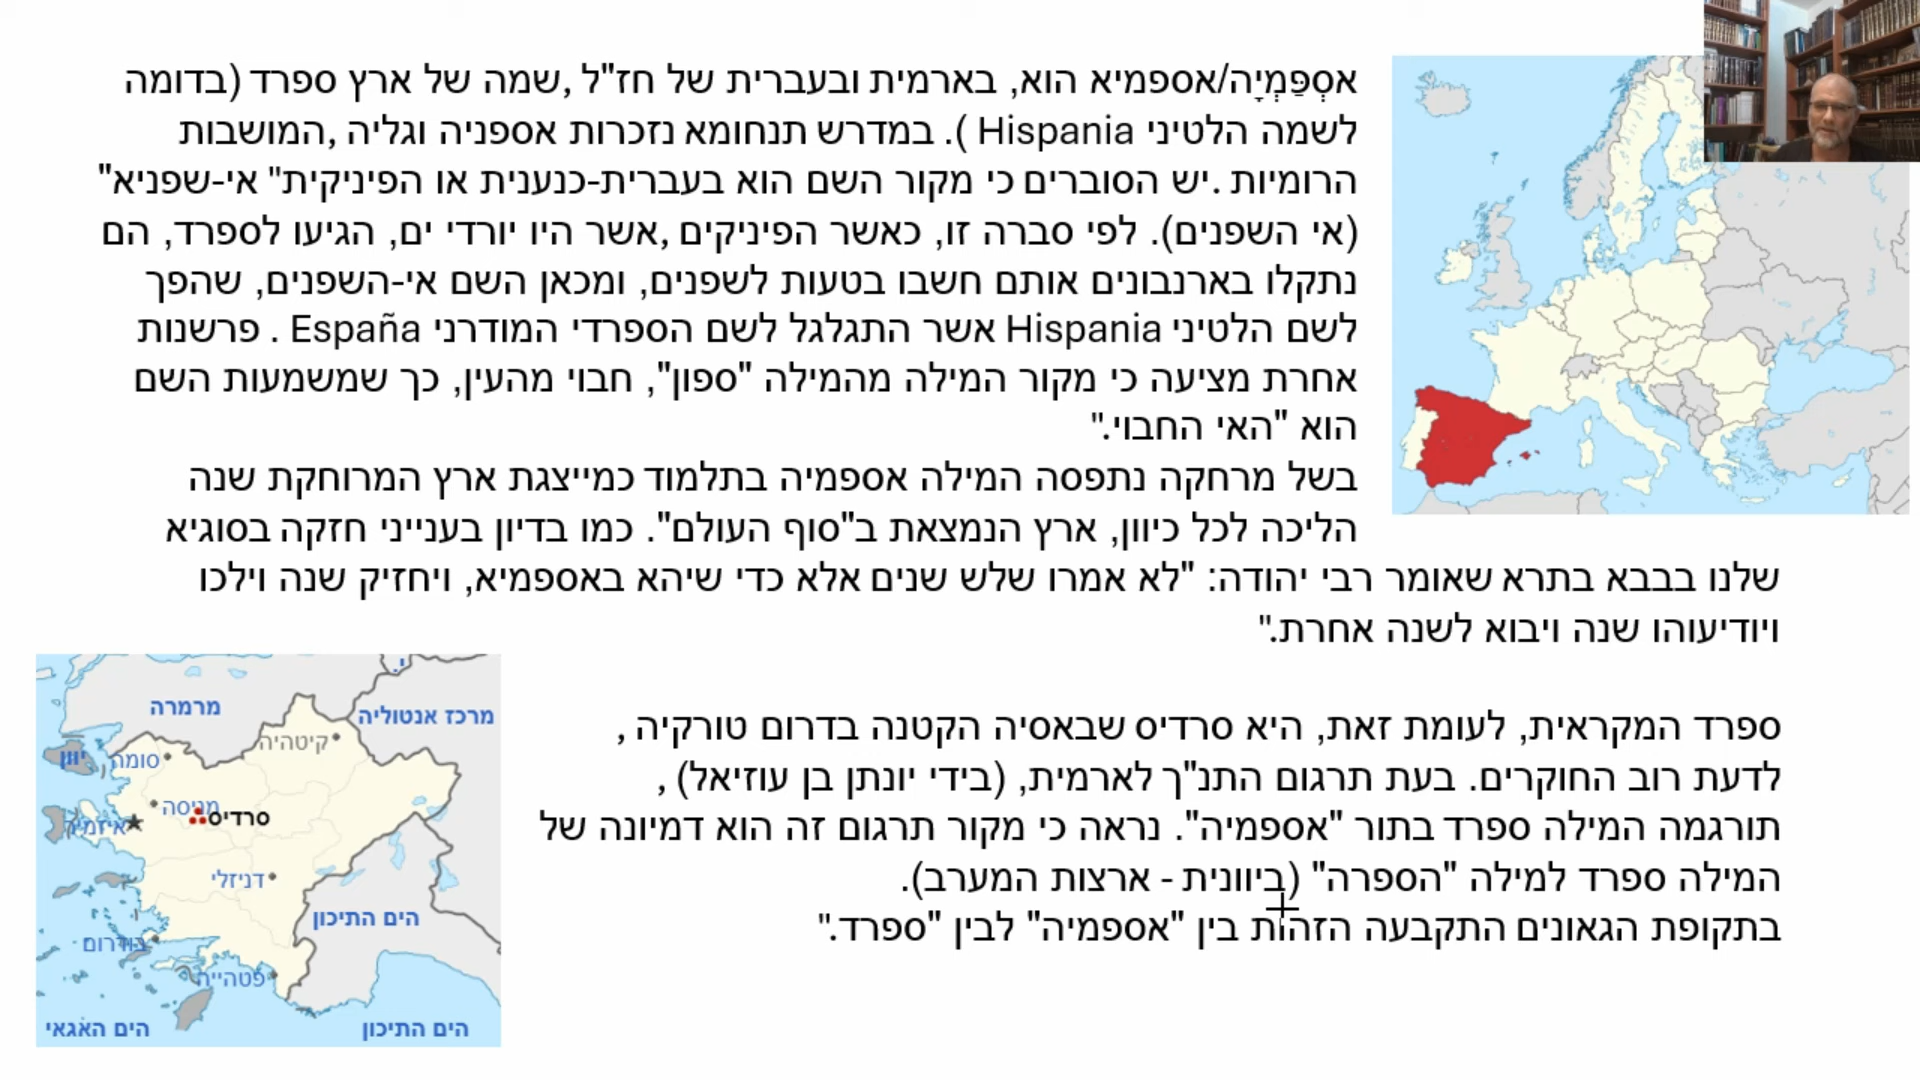 אסְפַּמְיָה/אספמיא הוא, בארמית ובעברית של חז"ל ,שמה של ארץ ספרד (בדומה
לשמה הלטיני Hispania ). במדרש תנחומא נזכרות אספניה וגליה ,המושבות
הרומיות .יש הסוברים כי מקור השם הוא בעברית-כנענית או הפיניקית" אי-שפניא"
(אי השפנים). לפי סברה זו, כאשר הפיניקים ,אשר היו יורדי ים, הגיעו לספרד, הם
נתקלו בארנבונים אותם חשבו בטעות לשפנים, ומכאן השם אי-השפנים, שהפך
לשם הלטיני Hispania אשר התגלגל לשם הספרדי המודרני España . פרשנות
אחרת מציעה כי מקור המילה מהמילה "ספון", חבוי מהעין, כך שמשמעות השם
הוא "האי החבוי."
בשל מרחקה נתפסה המילה אספמיה בתלמוד כמייצגת ארץ המרוחקת שנה
הליכה לכל כיוון, ארץ הנמצאת ב"סוף העולם". כמו בדיון בענייני חזקה בסוגיא
שלנו בבבא בתרא שאומר רבי יהודה: "לא אמרו שלש שנים אלא כדי שיהא באספמיא, ויחזיק שנה וילכו
ויודיעוהו שנה ויבוא לשנה אחרת."
ספרד המקראית, לעומת זאת, היא סרדיס שבאסיה הקטנה בדרום טורקיה ,
לדעת רוב החוקרים. בעת תרגום התנ"ך לארמית, (בידי יונתן בן עוזיאל) ,
תורגמה המילה ספרד בתור "אספמיה". נראה כי מקור תרגום זה הוא דמיונה של
המילה ספרד למילה "הספרה" (ביוונית - ארצות המערב).
בתקופת הגאונים התקבעה הזהות בין "אספמיה" לבין "ספרד."
מרמרה
מרכז אנטוליה
קיטהיה
יוון
סומה
מניסה
סרדיס
איזמיר
דניזלי
הים התיכון
בודרום
פטהייה
הים האגאי
הים התיכון